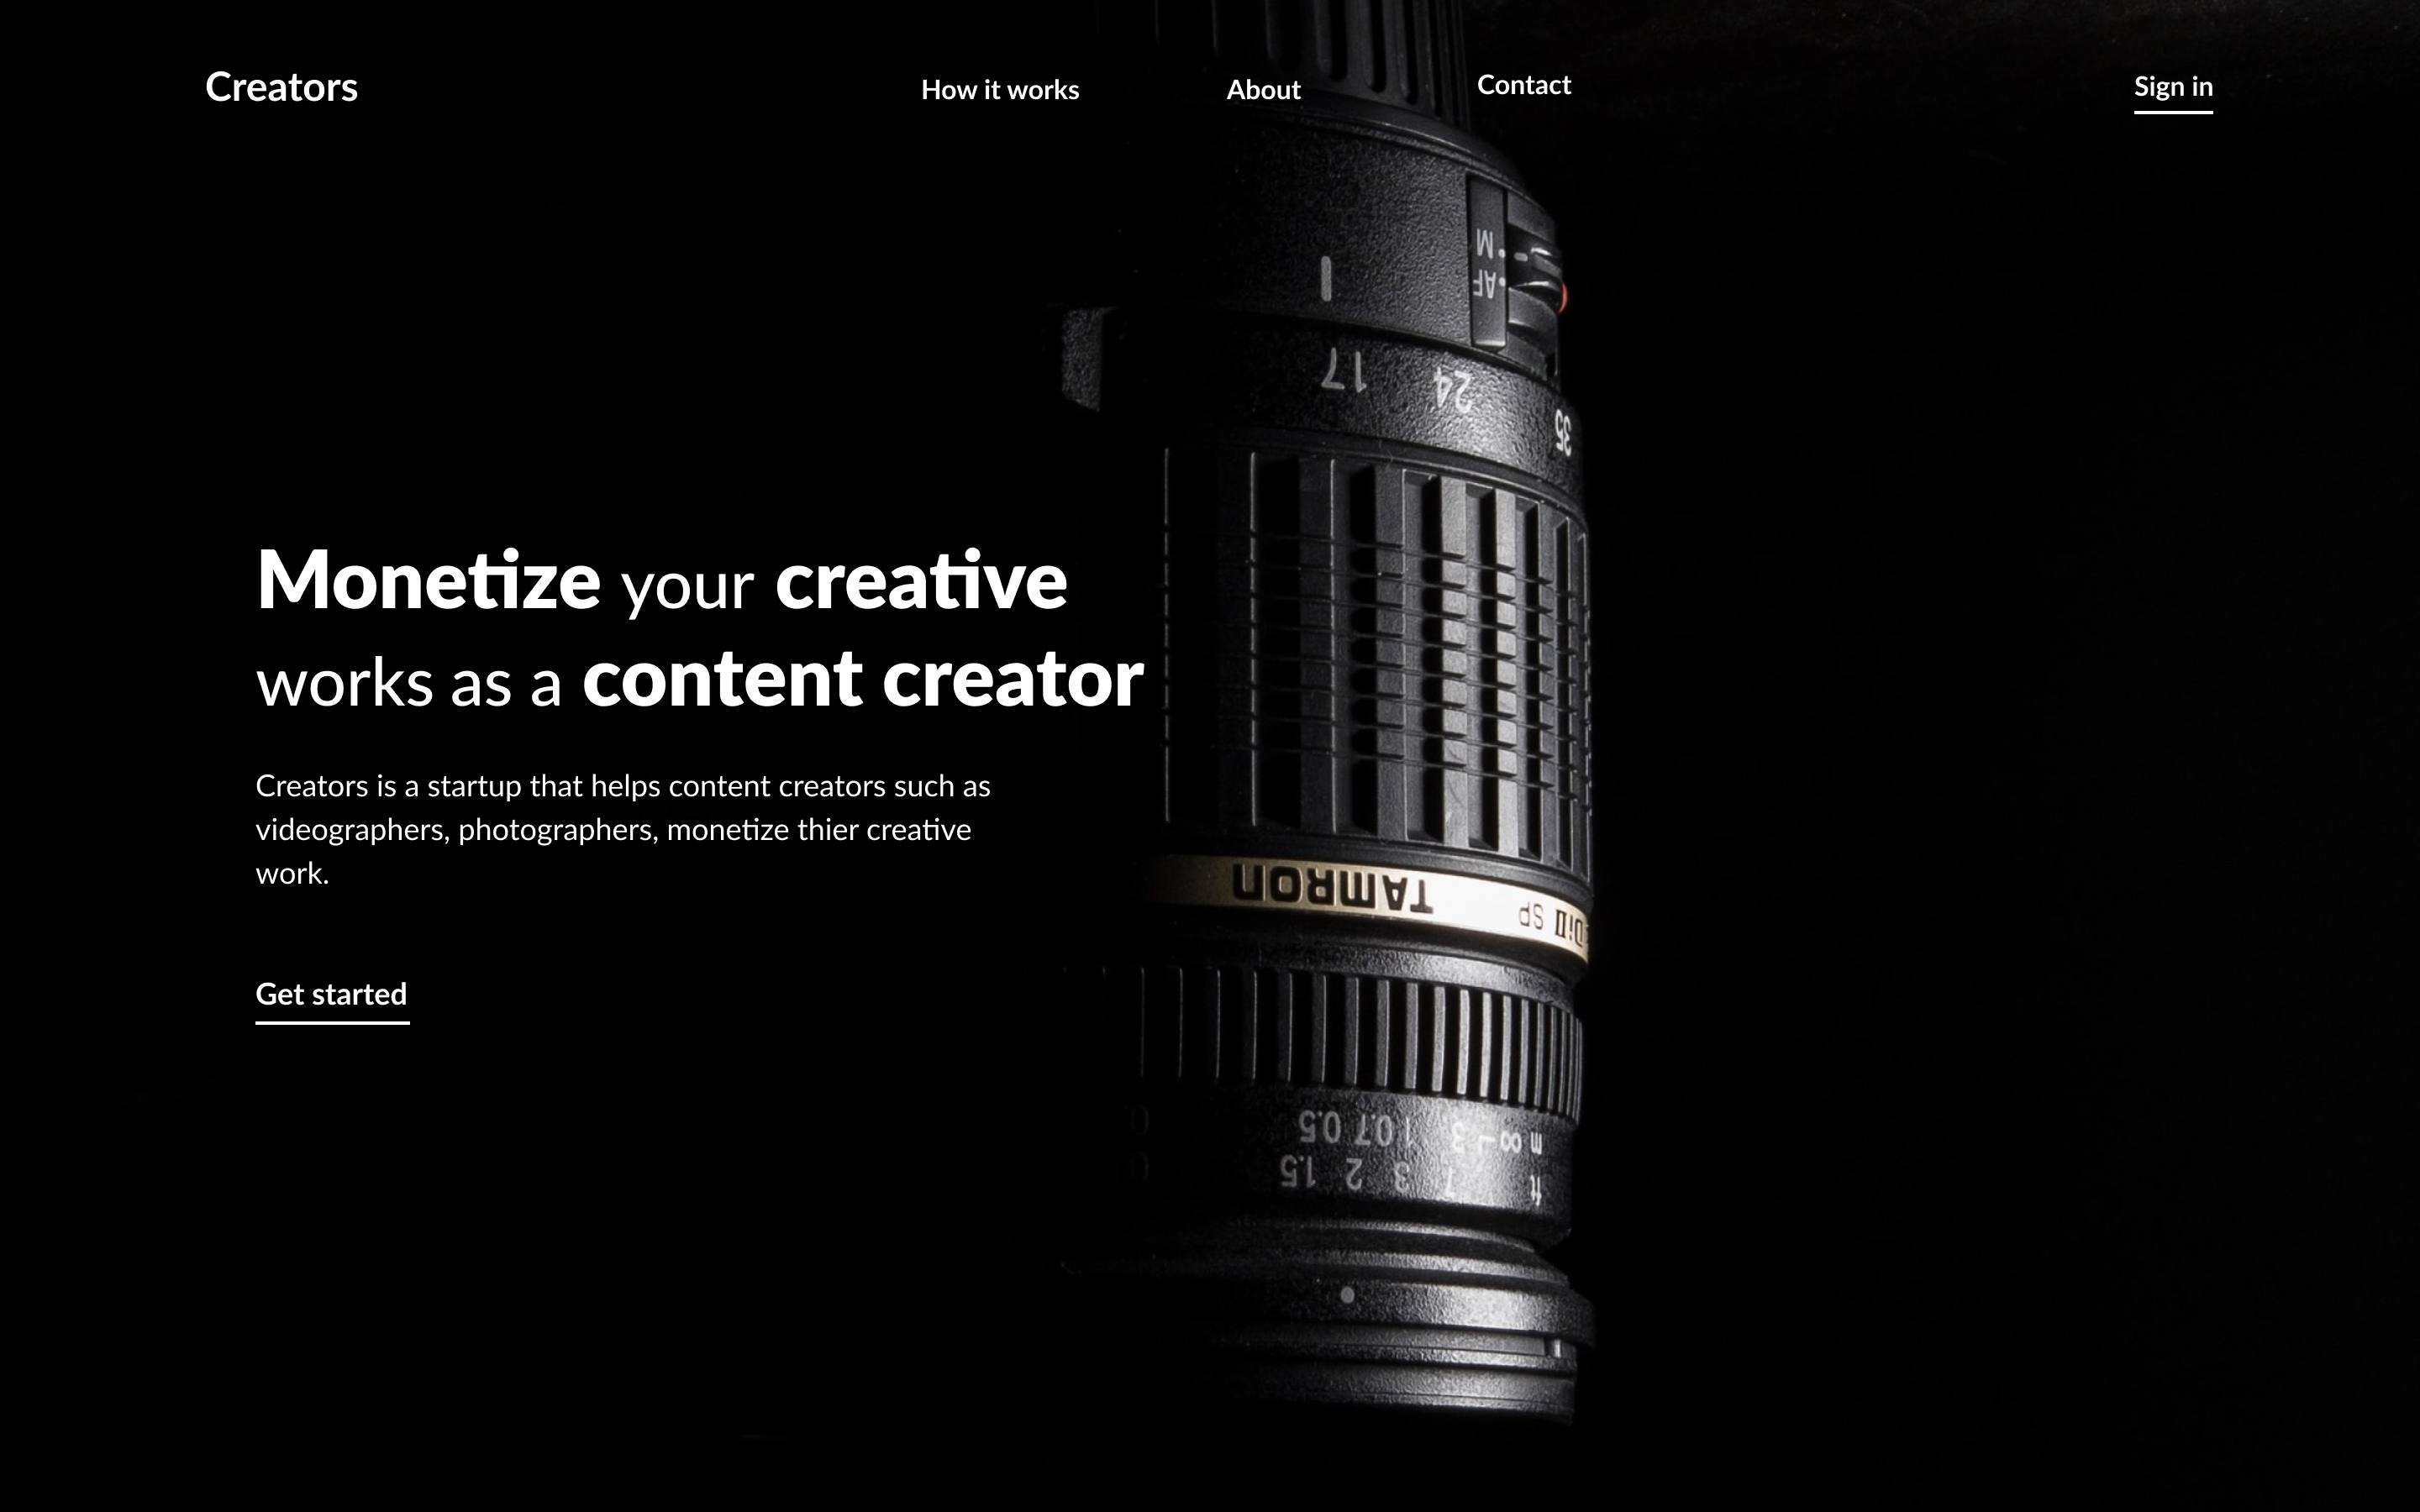 Creators
How it works
About
Contact
Sign in
M
AF
17
24
35
Monetize your creative
works as a content creator
Creators is a startup that helps content creators such as
videographers, photographers, monetize thier creative
work.
TAMRON
SP Di II
Get started
m ∞ 3 1 0.7 0.5
ft 7 3 2 1.5